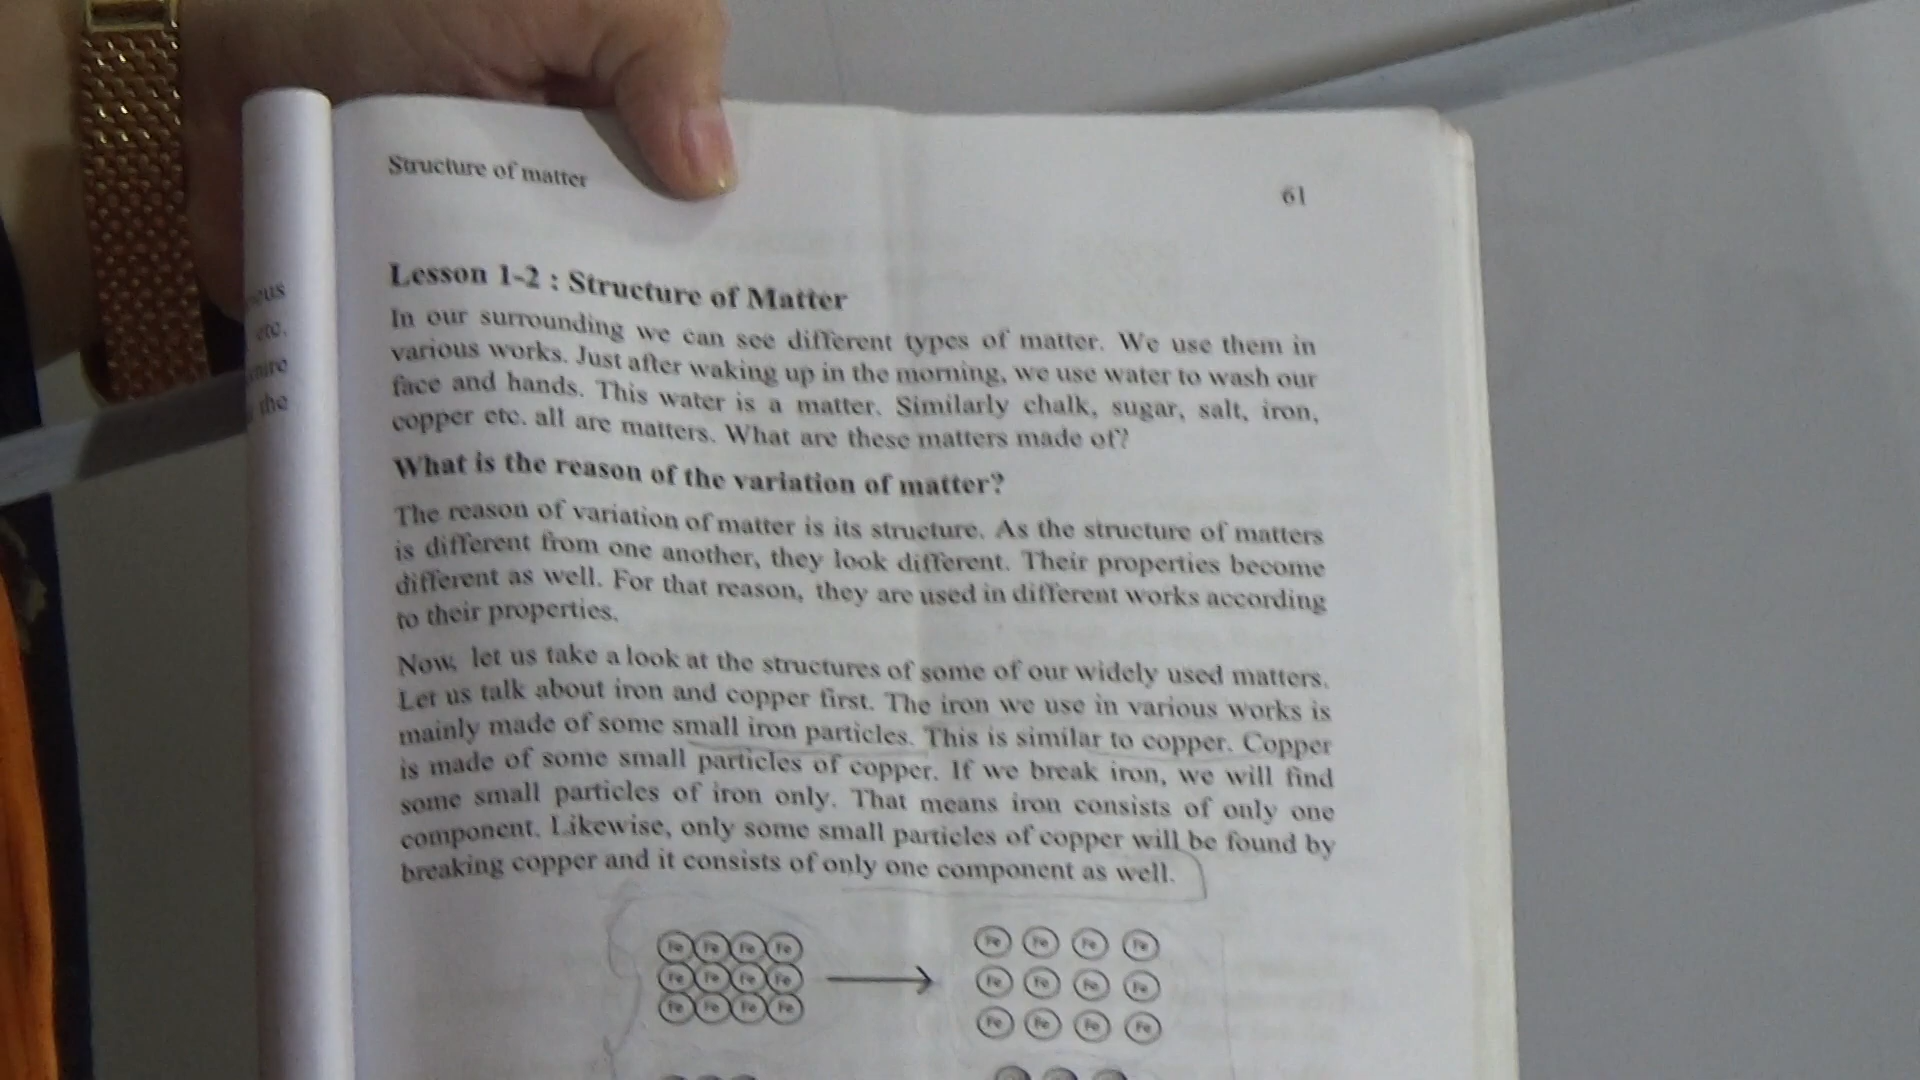 Structure of matter
61
eus
etc.
the
Lesson 1-2 : Structure of Matter
In our surrounding we can see different types of matter. We use them in
various works. Just after waking up in the morning, we use water to wash our
face and hands. This water is a matter. Similarly chalk, sugar, salt, iron,
copper etc. all are matters. What are these matters made of?
What is the reason of the variation of matter?
The reason of variation of matter is its structure. As the structure of matters
is different from one another, they look different. Their properties become
different as well. For that reason, they are used in different works according
to their properties.
Now, let us take a look at the structures of some of our widely used matters.
Let us talk about iron and copper first. The iron we use in various works is
mainly made of some small iron particles. This is similar to copper. Copper
is made of some small particles of copper. If we break iron, we will find
some small particles of iron only. That means iron consists of only one
component. Likewise, only some small particles of copper will be found by
breaking copper and it consists of only one component as well.
Fe Fe Fe Fe Fe Fe Fe Fe
Fe Fe Fe Fe Fe Fe Fe Fe
Fe Fe Fe Fe Fe Fe Fe Fe